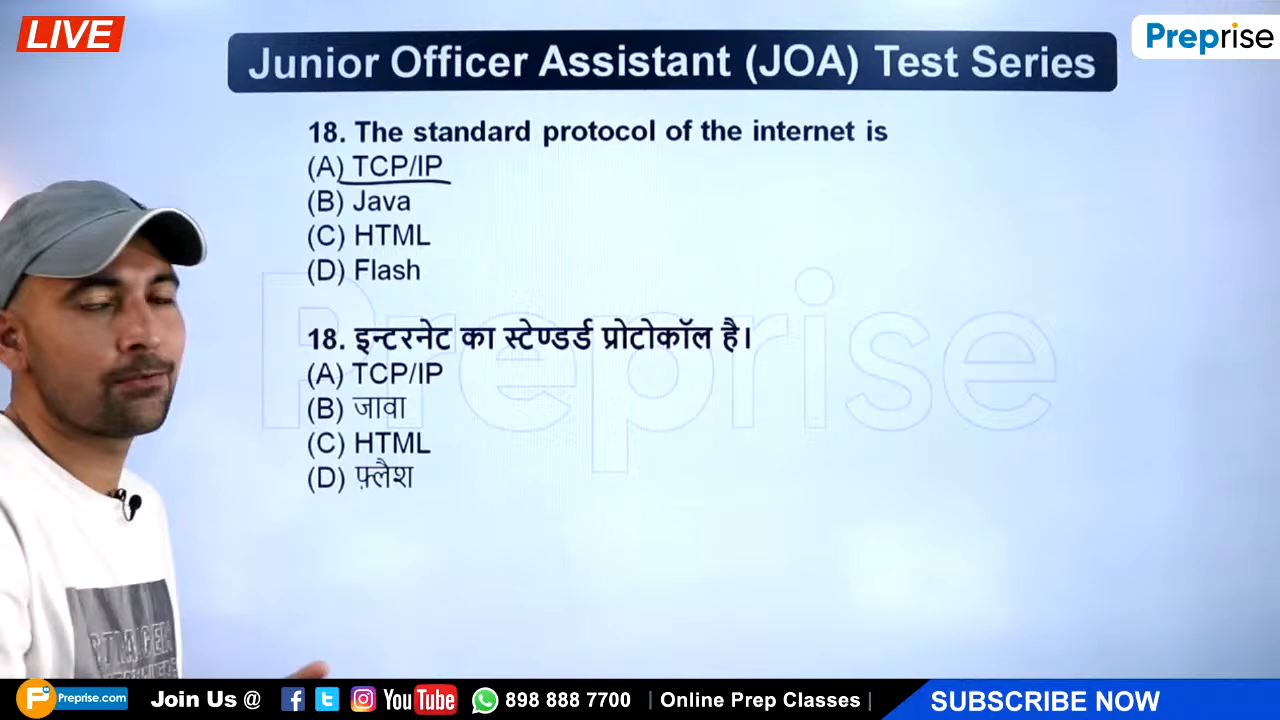 LIVE
Preprise
Junior Officer Assistant (JOA) Test Series
18. The standard protocol of the internet is
(A) TCP/IP
(B) Java
(C) HTML
(D) Flash
Preprise
18. इन्टरनेट का स्टेण्डर्ड प्रोटोकॉल है।
(A) TCP/IP
(B) जावा
(C) HTML
(D) फ़्लैश
Preprise.com Join Us @ YouTube 898 888 7700 | Online Prep Classes | SUBSCRIBE NOW